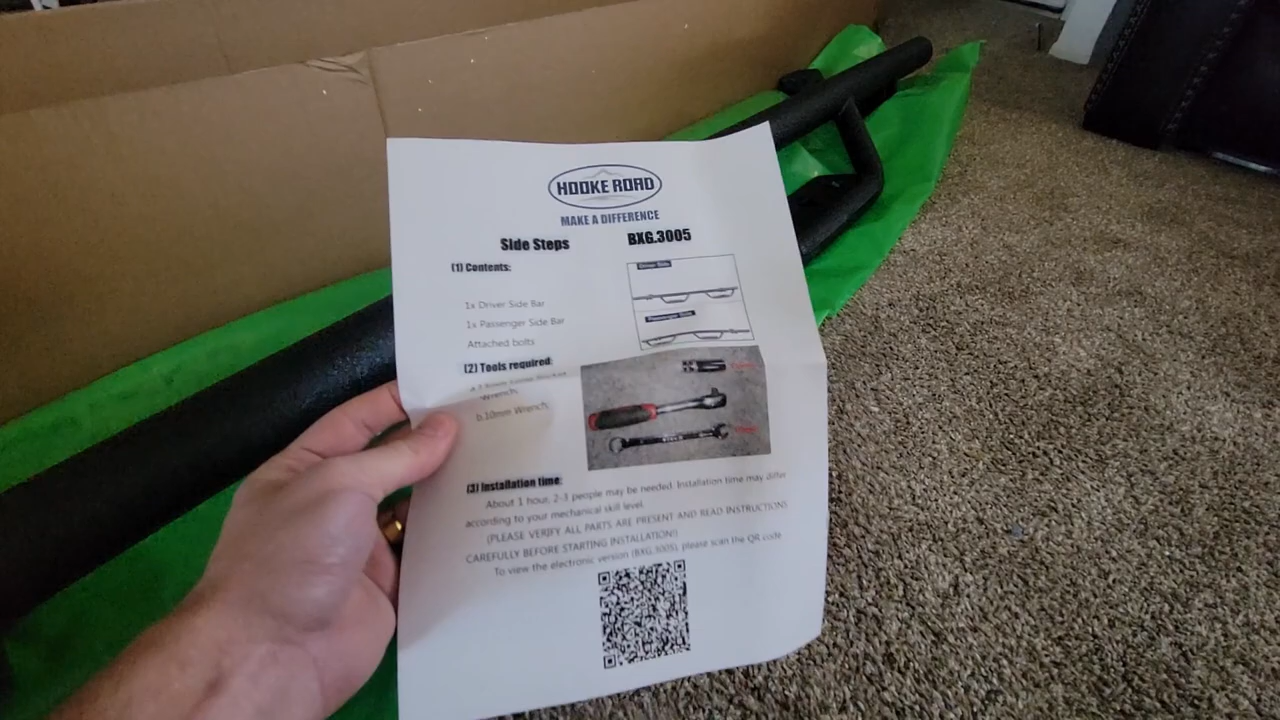 HOOKE ROAD
MAKE A DIFFERENCE
Side Steps BXG.3005
(1) Contents:
Driver Side
1x Driver Side Bar
1x Passenger Side Bar
Passenger Side
Attached bolts
(2) Tools required:
Wrench;
b.10mm Wrench;
(3) Installation time:
About 1 hour, 2-3 people may be needed. Installation time may differ
according to your mechanical skill level.
(PLEASE VERIFY ALL PARTS ARE PRESENT AND READ INSTRUCTIONS
CAREFULLY BEFORE STARTING INSTALLATION!)
To view the electronic version (BXG.3005), please scan the QR code